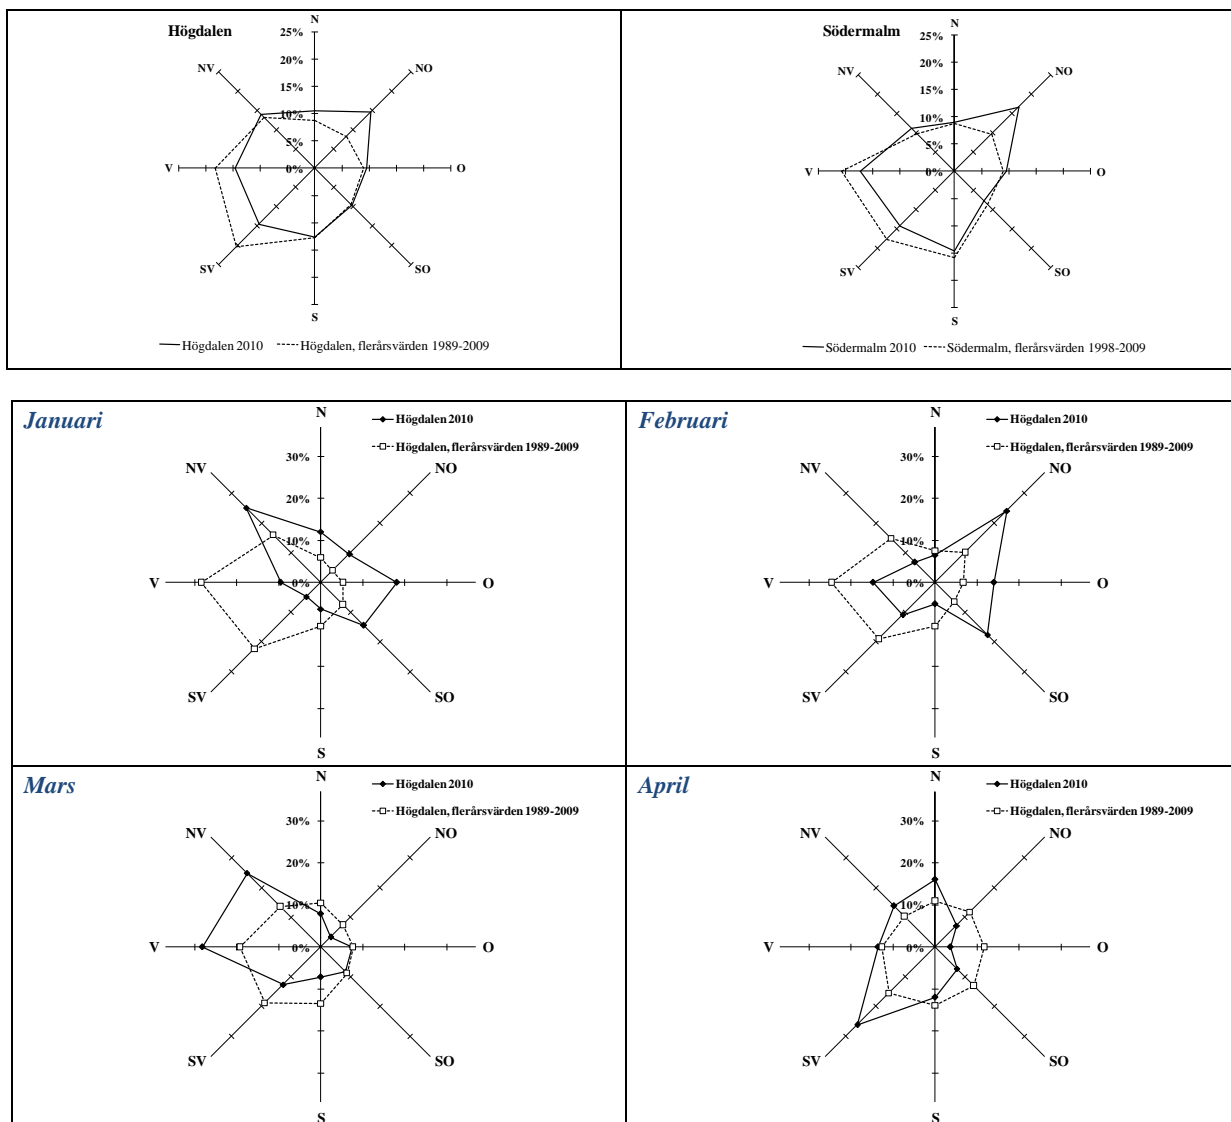 Högdalen
N
25%
20%
15%
10%
5%
0%
NV
NO
V
O
SV
SO
S
Högdalen 2010 Högdalen, flerårsvärden 1989-2009
Södermalm
N
25%
20%
15%
10%
5%
0%
NV
NO
V
O
SV
SO
S
Södermalm 2010 Södermalm, flerårsvärden 1998-2009
Januari
N
Högdalen 2010
Högdalen, flerårsvärden 1989-2009
30%
20%
10%
0%
NV
NO
V
O
SV
SO
S
Februari
N
Högdalen 2010
Högdalen, flerårsvärden 1989-2009
30%
20%
10%
0%
NV
NO
V
O
SV
SO
S
Mars
N
Högdalen 2010
Högdalen, flerårsvärden 1989-2009
30%
20%
10%
0%
NV
NO
V
O
SV
SO
S
April
N
Högdalen 2010
Högdalen, flerårsvärden 1989-2009
30%
20%
10%
0%
NV
NO
V
O
SV
SO
S